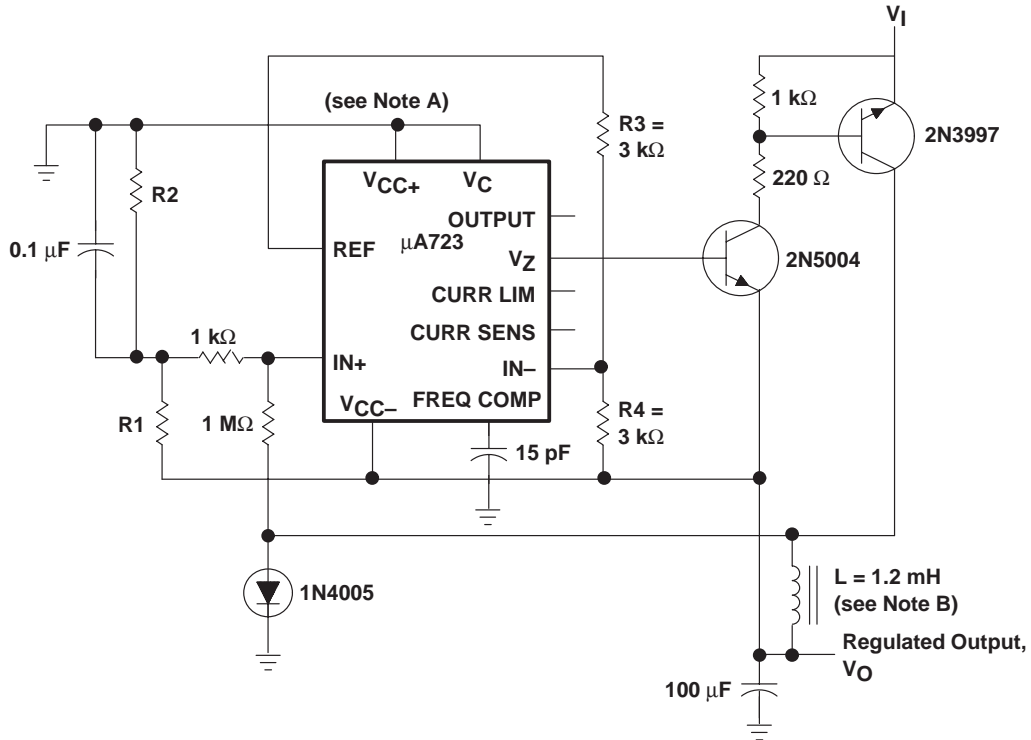 VI
(see Note A)
1 kΩ
R3 =
3 kΩ
2N3997
VCC+
VC
R2
220 Ω
OUTPUT
μA723
0.1 μF
REF
VZ
2N5004
CURR LIM
CURR SENS
1 kΩ
IN+
IN–
R1
1 MΩ
VCC–
FREQ COMP
R4 =
3 kΩ
15 pF
1N4005
L = 1.2 mH
(see Note B)
Regulated Output,
VO
100 μF